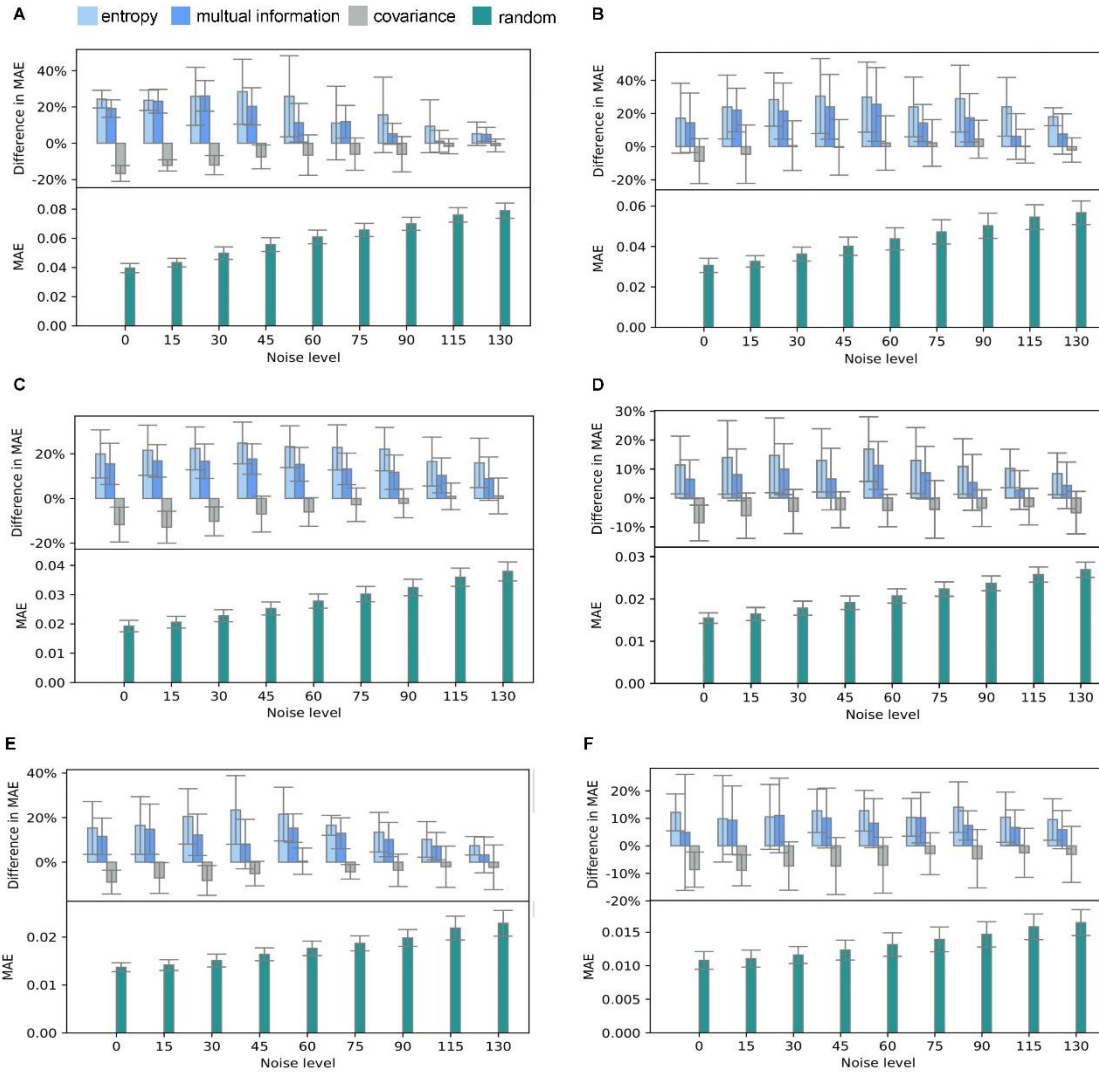 A entropy multual information covariance random B
Difference in MAE
40%
20%
0%
-20%
MAE
0.08
0.06
0.04
0.02
0.00
0 15 30 45 60 75 90 115 130
Noise level
Difference in MAE
40%
20%
0%
-20%
MAE
0.06
0.04
0.02
0.00
0 15 30 45 60 75 90 115 130
Noise level
C
Difference in MAE
20%
0%
-20%
MAE
0.04
0.03
0.02
0.01
0.00
0 15 30 45 60 75 90 115 130
Noise level
D
Difference in MAE
30%
20%
10%
0%
-10%
MAE
0.03
0.02
0.01
0.00
0 15 30 45 60 75 90 115 130
Noise level
E
Difference in MAE
40%
20%
0%
MAE
0.02
0.01
0.00
0 15 30 45 60 75 90 115 130
Noise level
F
Difference in MAE
20%
10%
0%
-10%
-20%
MAE
0.015
0.010
0.005
0.000
0 15 30 45 60 75 90 115 130
Noise level